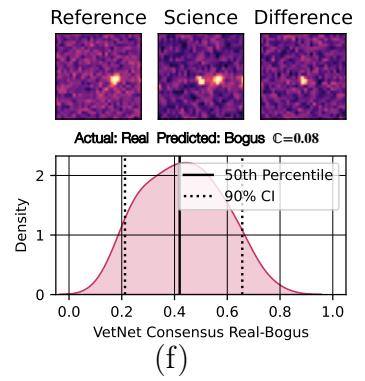 Reference Science Difference
Actual: Real Predicted: Bogus ℂ=0.08
50th Percentile
90% CI
Density
2
1
0
0.0 0.2 0.4 0.6 0.8 1.0
VetNet Consensus Real-Bogus
(f)